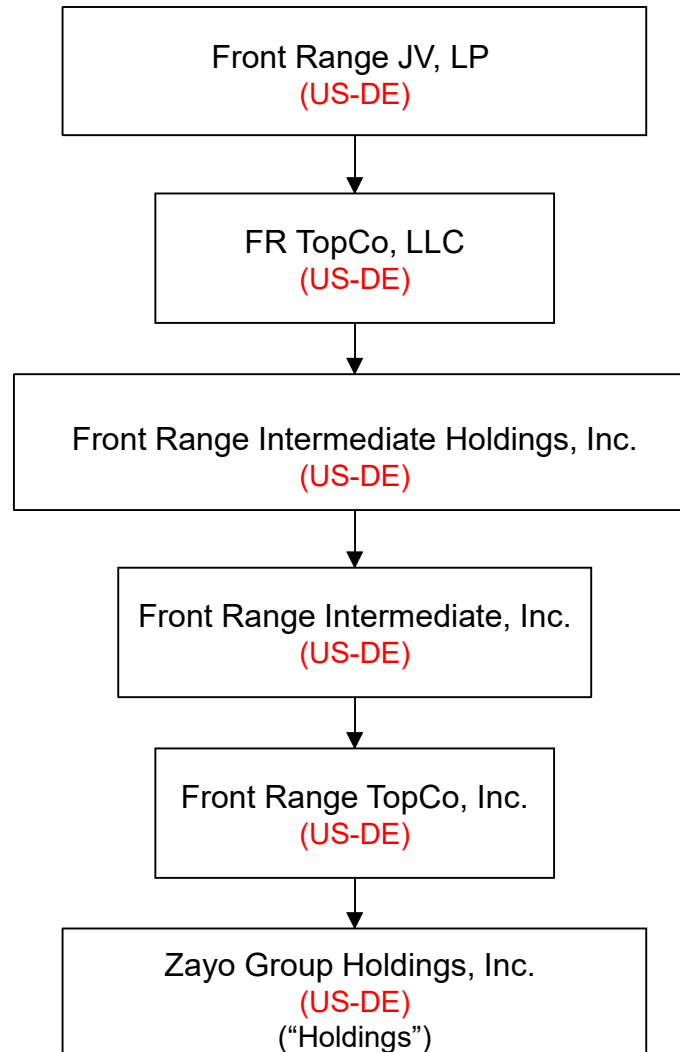 Front Range JV, LP
(US-DE)
FR TopCo, LLC
(US-DE)
Front Range Intermediate Holdings, Inc.
(US-DE)
Front Range Intermediate, Inc.
(US-DE)
Front Range TopCo, Inc.
(US-DE)
Zayo Group Holdings, Inc.
(US-DE)
(“Holdings”)